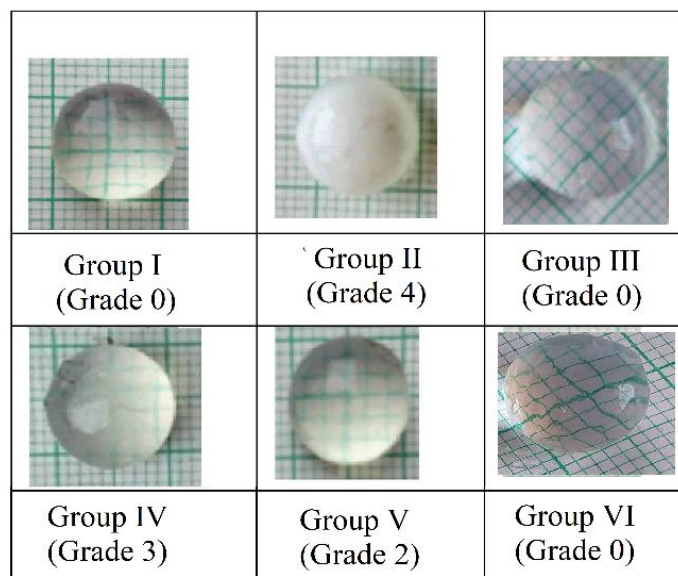 Group I
(Grade 0)
Group II
(Grade 4)
Group III
(Grade 0)
Group IV
(Grade 3)
Group V
(Grade 2)
Group VI
(Grade 0)